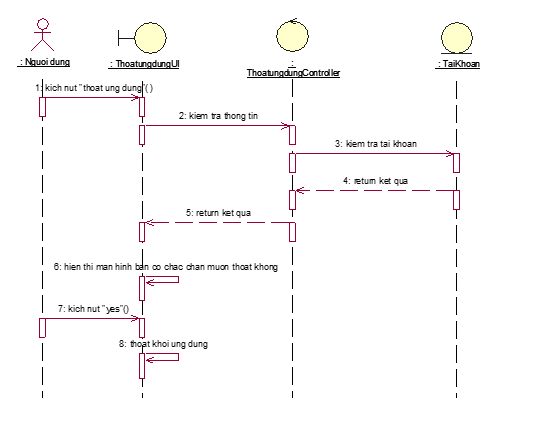 : Nguoi dung
: ThoatungdungUI
:
ThoatungdungController
: TaiKhoan
1: kich nut "thoat ung dung"( )
2: kiem tra thong tin
3: kiem tra tai khoan
4: return ket qua
5: return ket qua
6: hien thi man hinh ban co chac chan muon thoat khong
7: kich nut "yes"()
8: thoat khoi ung dung